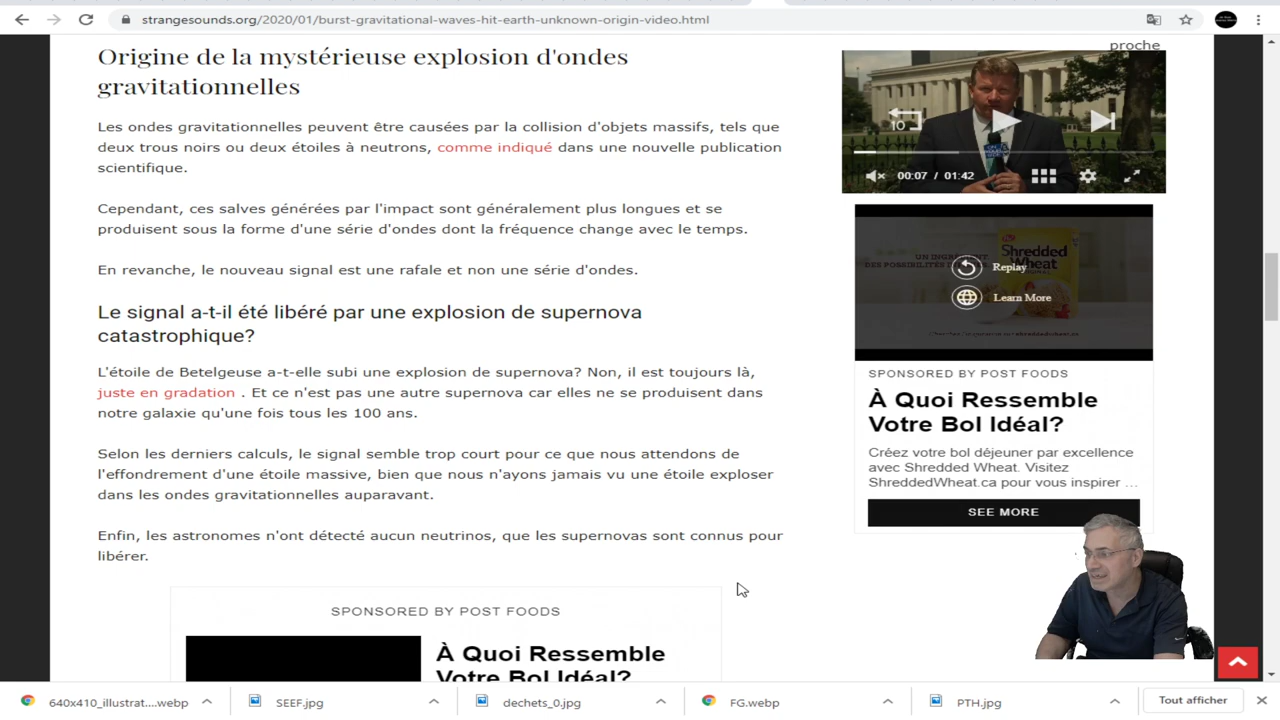 strangesounds.org/2020/01/burst-gravitational-waves-hit-earth-unknown-origin-video.html
Origine de la mystérieuse explosion d'ondes
gravitationnelles
Les ondes gravitationnelles peuvent être causées par la collision d'objets massifs, tels que
deux trous noirs ou deux étoiles à neutrons, comme indiqué dans une nouvelle publication
scientifique.
Cependant, ces salves générées par l'impact sont généralement plus longues et se
produisent sous la forme d'une série d'ondes dont la fréquence change avec le temps.
En revanche, le nouveau signal est une rafale et non une série d'ondes.
Le signal a-t-il été libéré par une explosion de supernova
catastrophique?
L'étoile de Betelgeuse a-t-elle subi une explosion de supernova? Non, il est toujours là,
juste en gradation . Et ce n'est pas une autre supernova car elles ne se produisent dans
notre galaxie qu'une fois tous les 100 ans.
Selon les derniers calculs, le signal semble trop court pour ce que nous attendons de
l'effondrement d'une étoile massive, bien que nous n'ayons jamais vu une étoile exploser
dans les ondes gravitationnelles auparavant.
Enfin, les astronomes n'ont détecté aucun neutrinos, que les supernovas sont connus pour
libérer.
SPONSORED BY POST FOODS
À Quoi Ressemble
Votre Bol Idéal?
proche
10
00:07 / 01:42
UN INGRÉDIENT
DES POSSIBILITÉS
Shredded
Wheat
Replay
Learn More
SPONSORED BY POST FOODS
À Quoi Ressemble
Votre Bol Idéal?
Créez votre bol déjeuner par excellence
avec Shredded Wheat. Visitez
ShreddedWheat.ca pour vous inspirer ...
SEE MORE
640x410_illustrat....webp
SEEF.jpg
dechets_0.jpg
FG.webp
PTH.jpg
Tout afficher